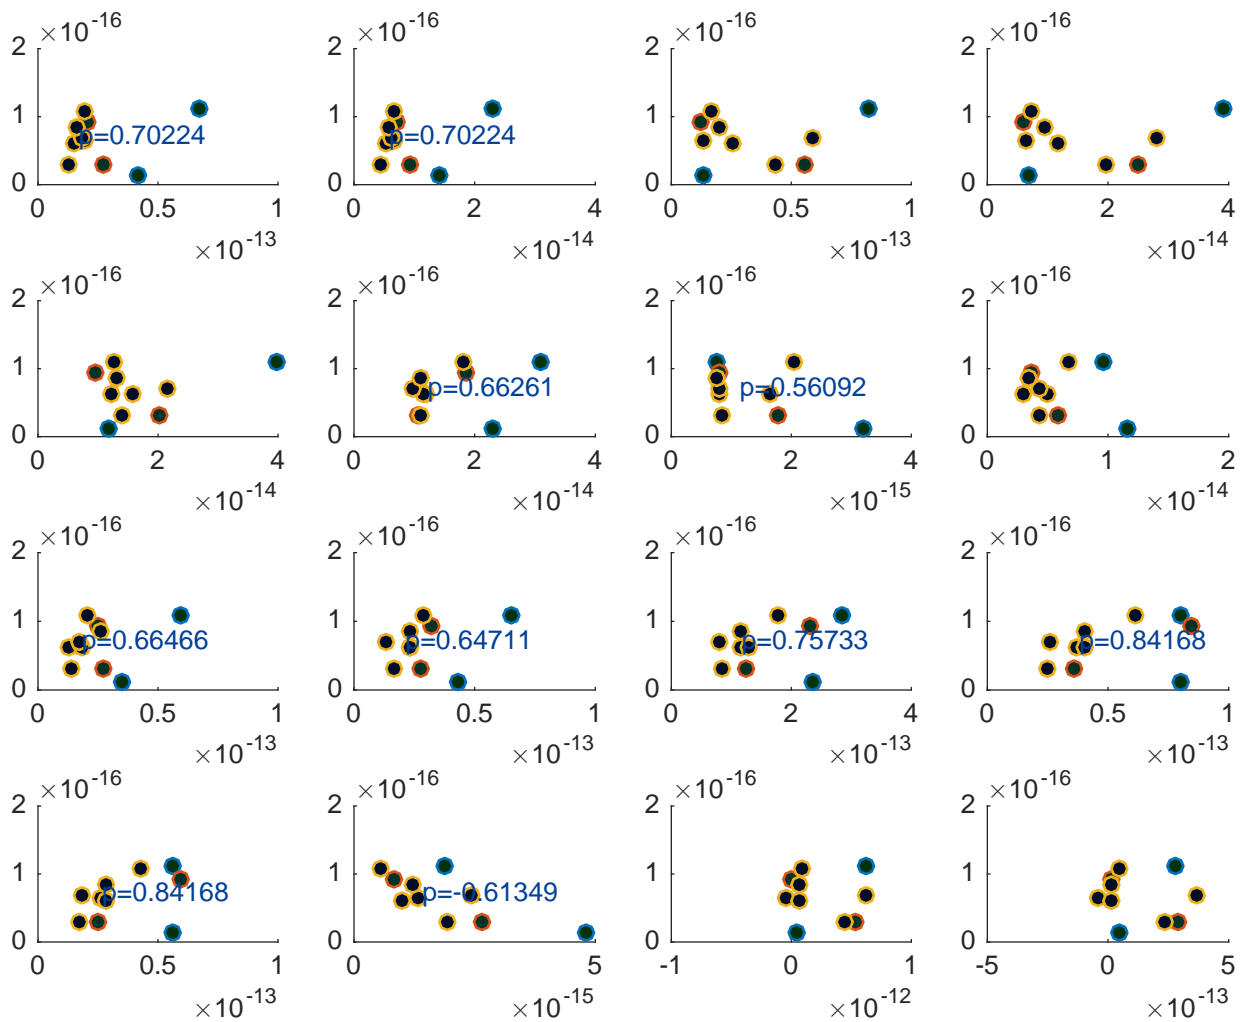 ×10-16 ×10-16 ×10-16 ×10-16
2 2 2 2
1 1 1 1
p=0.70224 p=0.70224
0 0 0 0
0 0.5 1 0 2 4 0 0.5 1 0 2 4
×10-13 ×10-14 ×10-13 ×10-14
×10-16 ×10-16 ×10-16 ×10-16
2 2 2 2
1 1 1 1
p=0.66261 p=0.56092
0 0 0 0
0 2 4 0 2 4 0 2 4 0 1 2
×10-14 ×10-14 ×10-15 ×10-14
×10-16 ×10-16 ×10-16 ×10-16
2 2 2 2
1 1 1 1
p=0.66466 p=0.64711 p=0.75733 p=0.84168
0 0 0 0
0 0.5 1 0 0.5 1 0 2 4 0 0.5 1
×10-13 ×10-13 ×10-13 ×10-13
×10-16 ×10-16 ×10-16 ×10-16
2 2 2 2
1 1 1 1
p=0.84168 p=-0.61349
0 0 0 0
0 0.5 1 0 5 -1 0 1 -5 0 5
×10-13 ×10-15 ×10-12 ×10-13